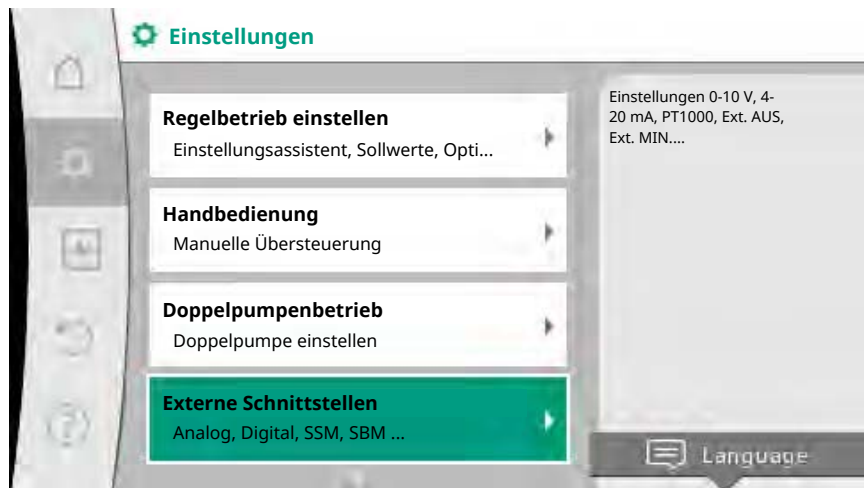 Einstellungen
Regelbetrieb einstellen
Einstellungsassistent, Sollwerte, Opti...
Handbedienung
Manuelle Übersteuerung
Doppelpumpenbetrieb
Doppelpumpe einstellen
Externe Schnittstellen
Analog, Digital, SSM, SBM ...
Einstellungen 0-10 V, 4-
20 mA, PT1000, Ext. AUS,
Ext. MIN....
Language